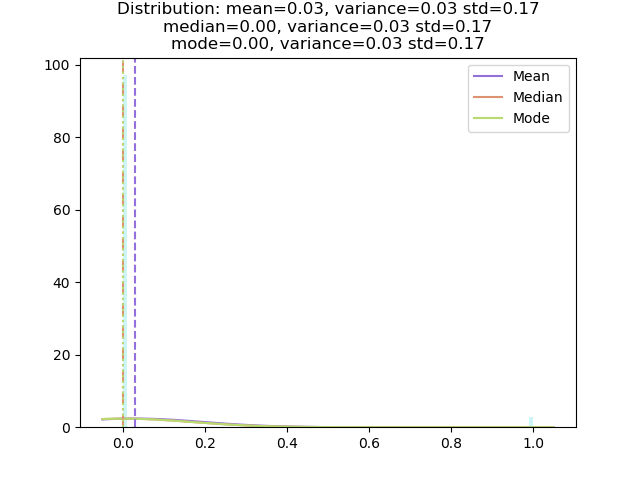 Distribution: mean=0.03, variance=0.03 std=0.17
median=0.00, variance=0.03 std=0.17
mode=0.00, variance=0.03 std=0.17
100
80
60
40
20
0
Mean
Median
Mode
0.0 0.2 0.4 0.6 0.8 1.0